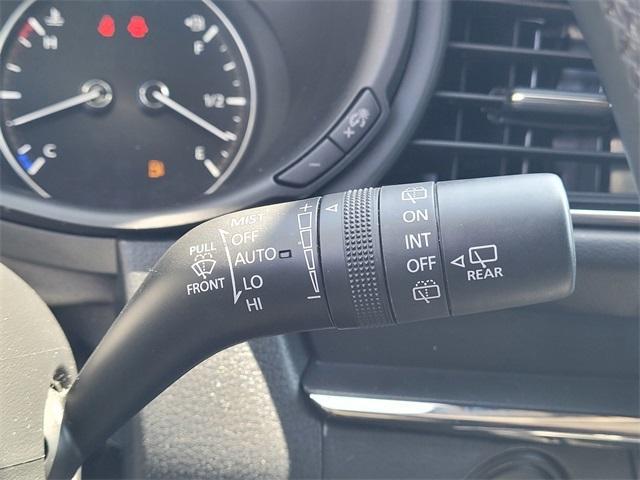 H
F
1/2
C
E
MIST
PULL
OFF
AUTO
FRONT
LO
HI
+
−
ON
INT
OFF
REAR